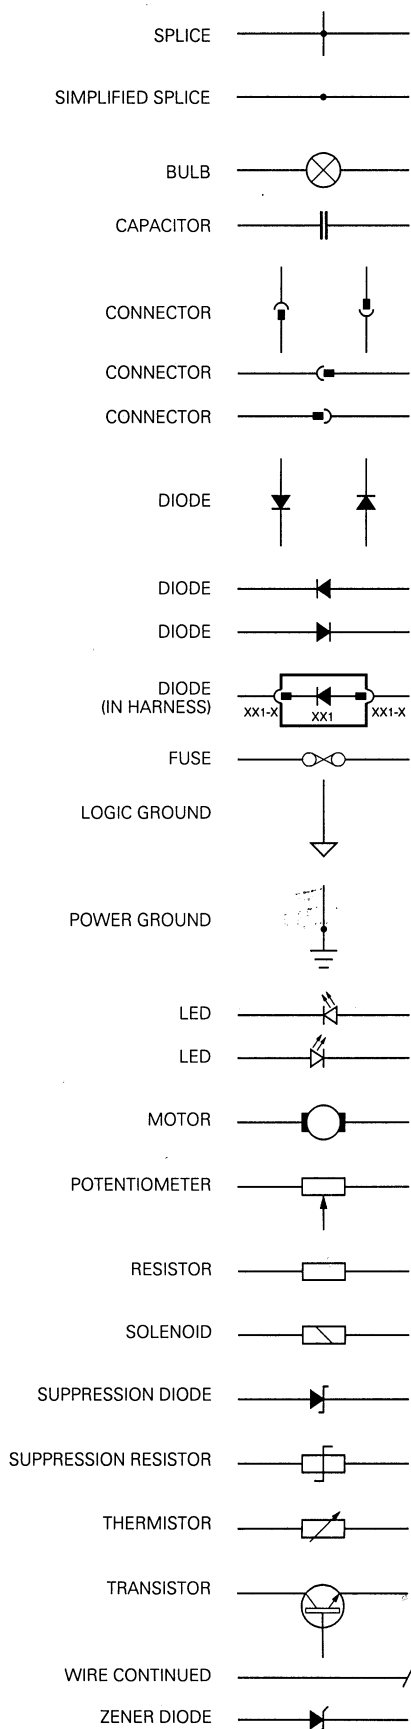 SPLICE
SIMPLIFIED SPLICE
BULB
CAPACITOR
CONNECTOR
CONNECTOR
CONNECTOR
DIODE
DIODE
DIODE
DIODE
(IN HARNESS)
XX1-X XX1 XX1-X
FUSE
LOGIC GROUND
POWER GROUND
LED
LED
MOTOR
POTENTIOMETER
RESISTOR
SOLENOID
SUPPRESSION DIODE
SUPPRESSION RESISTOR
THERMISTOR
TRANSISTOR
WIRE CONTINUED
ZENER DIODE